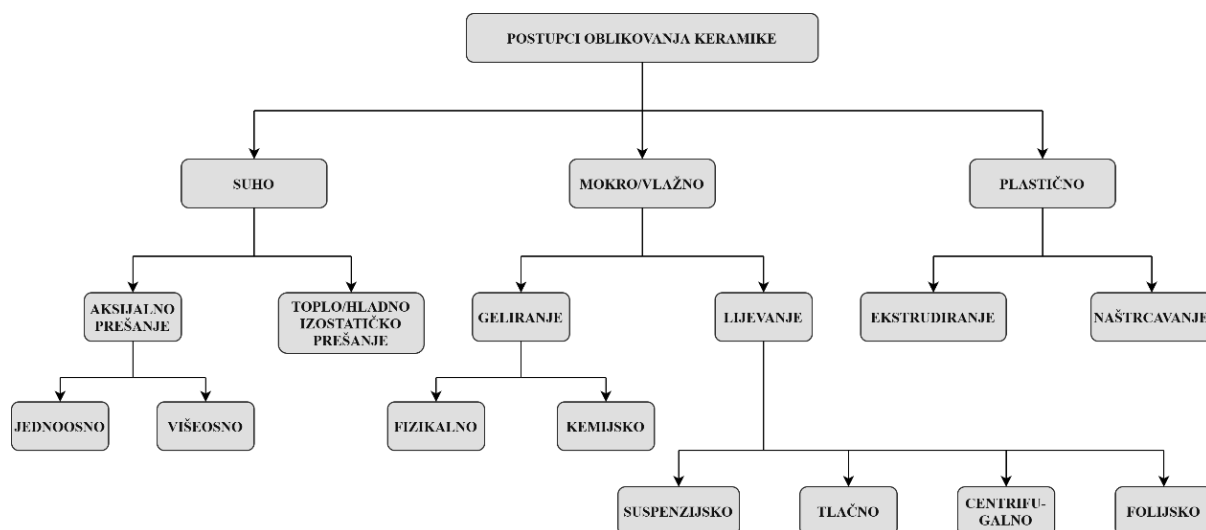 POSTUPCI OBLIKOVANJA KERAMIKE
SUHO
MOKRO/VLAŽNO
PLASTIČNO
AKSIJALNO
PREŠANJE
TOPLO/HLADNO
IZOSTATIČKO
PREŠANJE
GELIRANJE
LIJEVANJE
EKSTRUDIRANJE
NAŠTRCAVANJE
JEDNOOSNO
VIŠEOSNO
FIZIKALNO
KEMIJSKO
SUSPENZIJSKO
TLAČNO
CENTRIFU-
GALNO
FOLIJSKO